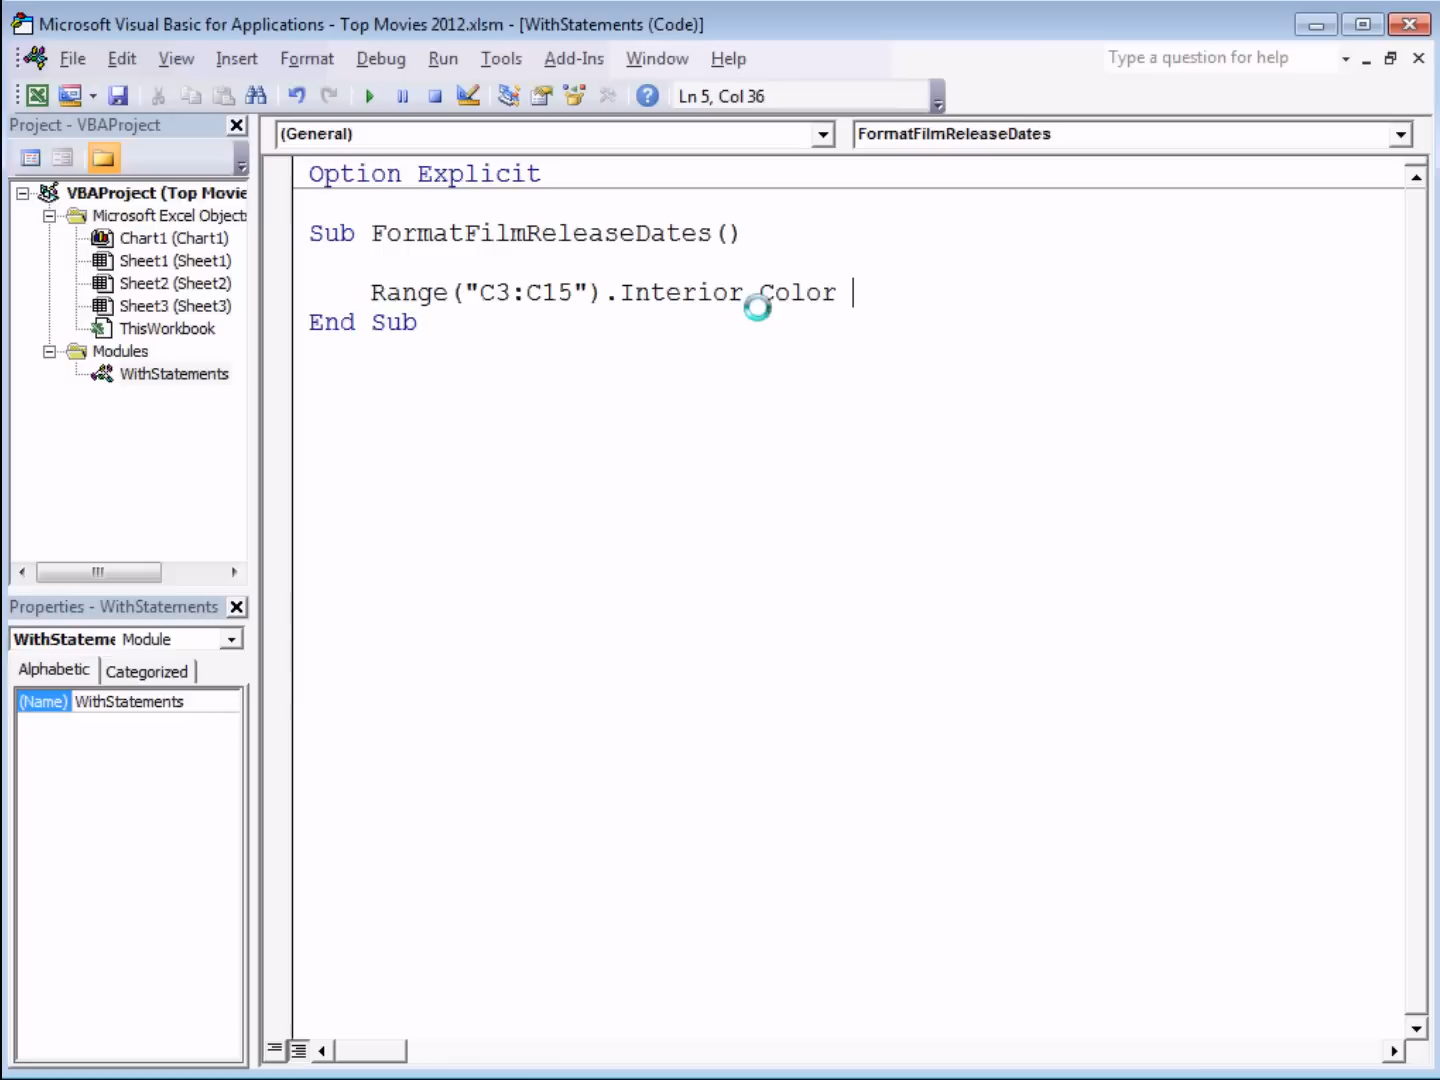 Microsoft Visual Basic for Applications - Top Movies 2012.xlsm - [WithStatements (Code)]
File Edit View Insert Format Debug Run Tools Add-Ins Window Help Type a question for help
Ln 5, Col 36
Project - VBAProject
(General) FormatFilmReleaseDates
VBAProject (Top Movie
Microsoft Excel Object
Chart1 (Chart1)
Sheet1 (Sheet1)
Sheet2 (Sheet2)
Sheet3 (Sheet3)
ThisWorkbook
Modules
WithStatements
Option Explicit
Sub FormatFilmReleaseDates()
Range("C3:C15").Interior.Color
End Sub
Properties - WithStatements
WithStateme Module
Alphabetic Categorized
(Name) WithStatements